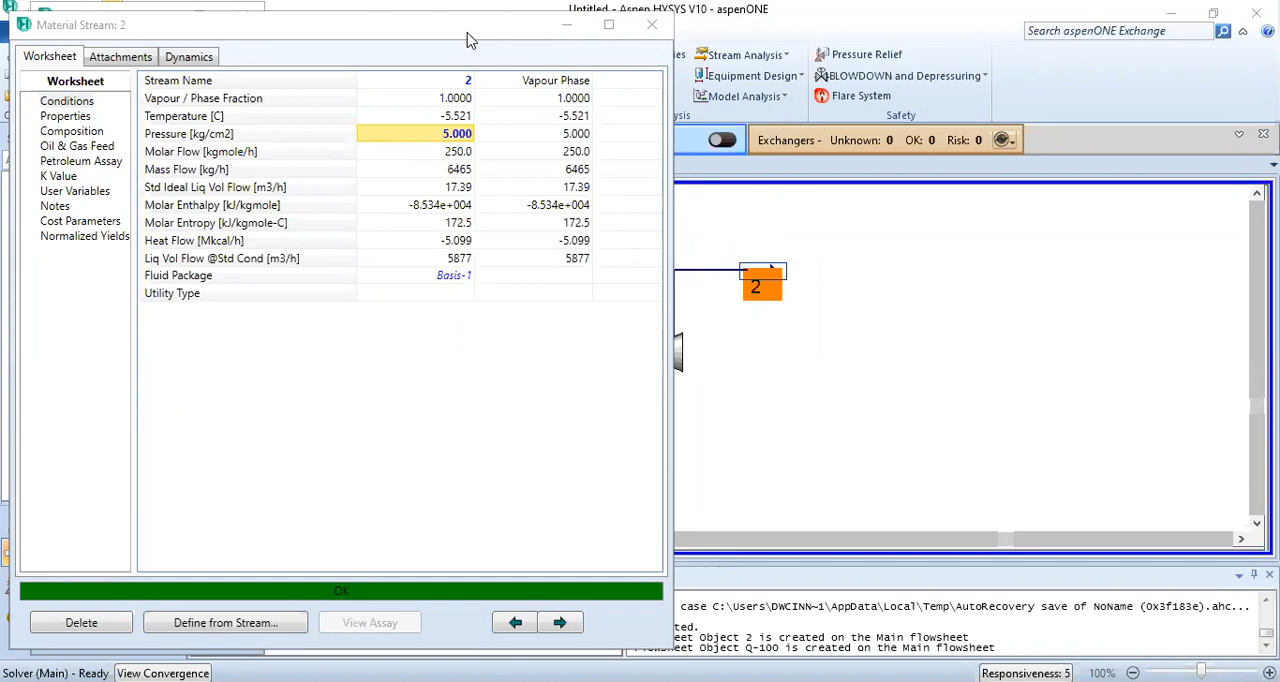 Untitled - Aspen HYSYS V10 - aspenONE
Material Stream: 2
Search aspenONE Exchange
Worksheet Attachments Dynamics
Stream Analysis
Pressure Relief
Equipment Design
BLOWDOWN and Depressuring
Model Analysis
Flare System
Safety
Exchangers - Unknown: 0 OK: 0 Risk: 0
Worksheet
Conditions
Properties
Composition
Oil & Gas Feed
Petroleum Assay
K Value
User Variables
Notes
Cost Parameters
Normalized Yields
Stream Name 2 Vapour Phase
Vapour / Phase Fraction 1.0000 1.0000
Temperature [C] -5.521 -5.521
Pressure [kg/cm2] 5.000 5.000
Molar Flow [kgmole/h] 250.0 250.0
Mass Flow [kg/h] 6465 6465
Std Ideal Liq Vol Flow [m3/h] 17.39 17.39
Molar Enthalpy [kJ/kgmole] -8.534e+004 -8.534e+004
Molar Entropy [kJ/kgmole-C] 172.5 172.5
Heat Flow [Mkcal/h] -5.099 -5.099
Liq Vol Flow @Std Cond [m3/h] 5877 5877
Fluid Package Basis-1
Utility Type
2
OK
Delete Define from Stream... View Assay
case C:\Users\DWCINN~1\AppData\Local\Temp\AutoRecovery save of NoName (0x3f183e).ahc...
ted.
sheet Object 2 is created on the Main flowsheet
sheet Object Q-100 is created on the Main flowsheet
Solver (Main) - Ready View Convergence
Responsiveness: 5 100%